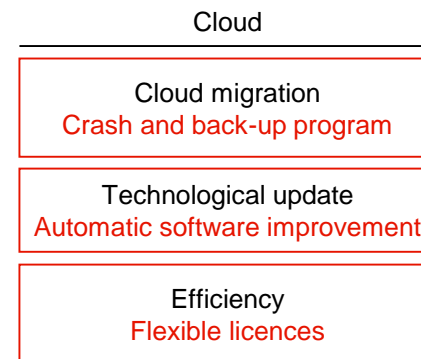 Cloud
Cloud migration
Crash and back-up program
Technological update
Automatic software improvement
Efficiency
Flexible licences